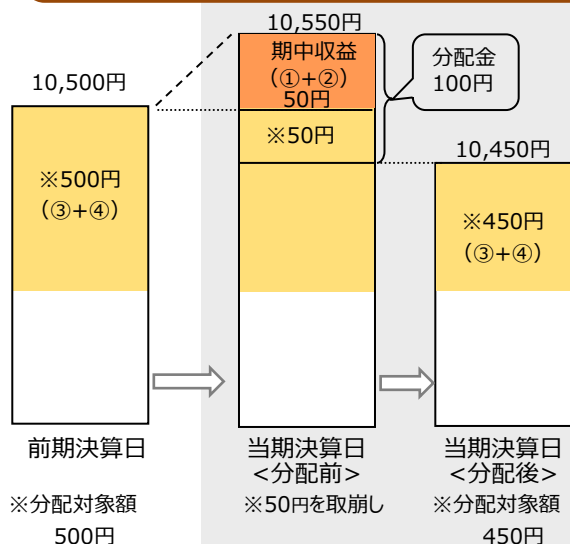 10,550円
期中収益
(①+②)
50円
分配金
100円
10,500円
※50円
10,450円
※500円
(③+④)
※450円
(③+④)
前期決算日
当期決算日
<分配前>
当期決算日
<分配後>
※分配対象額
500円
※50円を取崩し
※分配対象額
450円